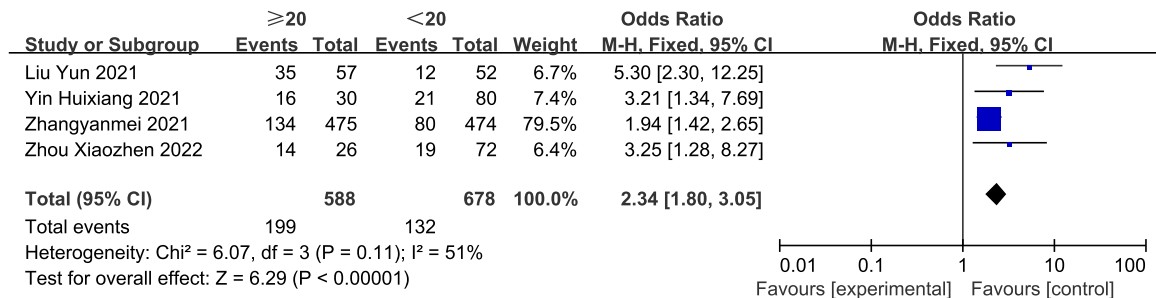 ≥20 <20 Odds Ratio Odds Ratio
Study or Subgroup Events Total Events Total Weight M-H, Fixed, 95% CI M-H, Fixed, 95% CI
Liu Yun 2021 35 57 12 52 6.7% 5.30 [2.30, 12.25]
Yin Huixiang 2021 16 30 21 80 7.4% 3.21 [1.34, 7.69]
Zhangyanmei 2021 134 475 80 474 79.5% 1.94 [1.42, 2.65]
Zhou Xiaozhen 2022 14 26 19 72 6.4% 3.25 [1.28, 8.27]
Total (95% CI) 588 678 100.0% 2.34 [1.80, 3.05]
Total events 199 132
Heterogeneity: Chi² = 6.07, df = 3 (P = 0.11); I² = 51%
Test for overall effect: Z = 6.29 (P < 0.00001)
0.01 0.1 1 10 100
Favours [experimental] Favours [control]